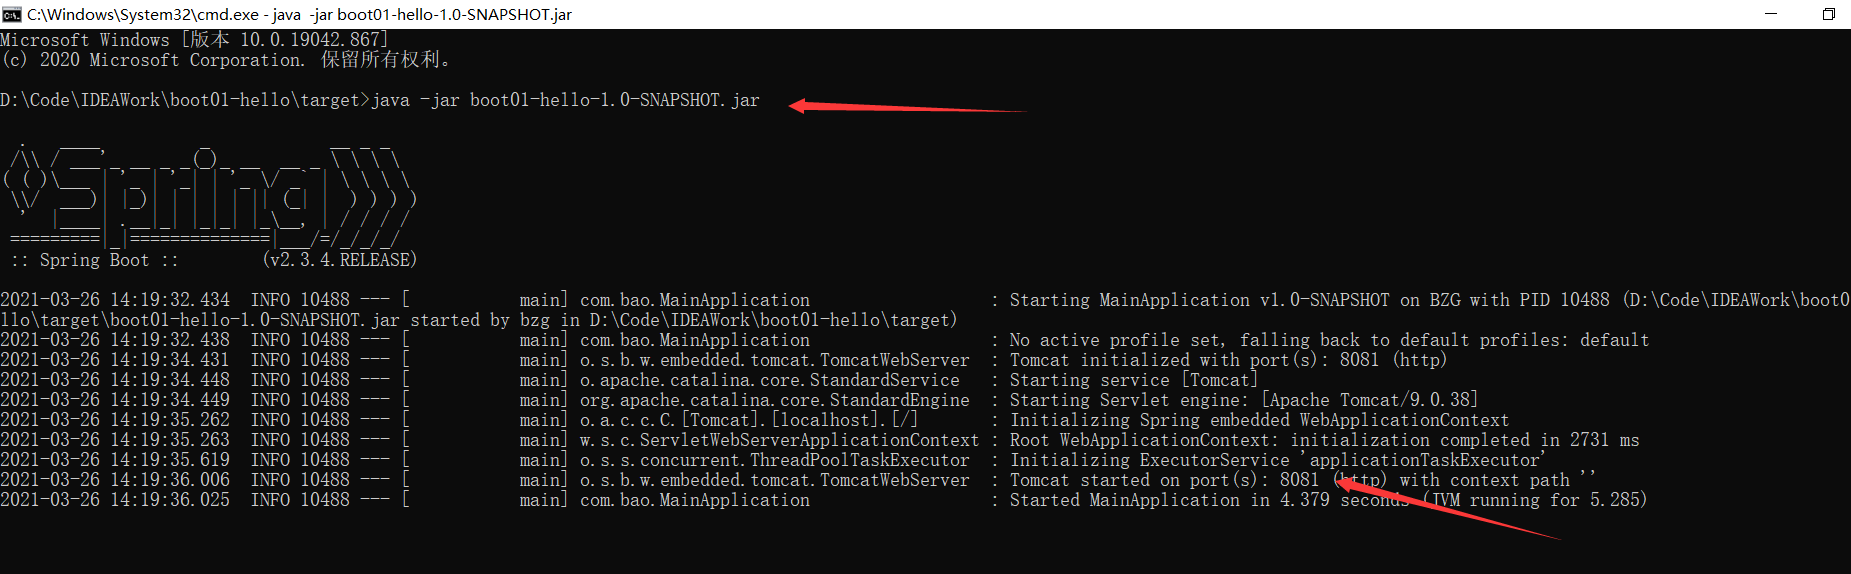 C:\Windows\System32\cmd.exe - java  -jar boot01-hello-1.0-SNAPSHOT.jar
Microsoft Windows [版本 10.0.19042.867]
(c) 2020 Microsoft Corporation. 保留所有权利。
D:\Code\IDEAWork\boot01-hello\target>java -jar boot01-hello-1.0-SNAPSHOT.jar
  .   ____          _            __ _ _
 /\\ / ___'_ __ _ _(_)_ __  __ _ \ \ \ \
( ( )\___ | '_ | '_| | '_ \/ _` | \ \ \ \
 \\/  ___)| |_)| | | | | || (_| |  ) ) ) )
  '  |____| .__|_| |_|_| |_\__, | / / / /
 =========|_|==============|___/=/_/_/_/
 :: Spring Boot ::        (v2.3.4.RELEASE)
2021-03-26 14:19:32.434  INFO 10488 --- [           main] com.bao.MainApplication                  : Starting MainApplication v1.0-SNAPSHOT on BZG with PID 10488 (D:\Code\IDEAWork\boot0
llo\target\boot01-hello-1.0-SNAPSHOT.jar started by bzg in D:\Code\IDEAWork\boot01-hello\target)
2021-03-26 14:19:32.438  INFO 10488 --- [           main] com.bao.MainApplication                  : No active profile set, falling back to default profiles: default
2021-03-26 14:19:34.431  INFO 10488 --- [           main] o.s.b.w.embedded.tomcat.TomcatWebServer  : Tomcat initialized with port(s): 8081 (http)
2021-03-26 14:19:34.448  INFO 10488 --- [           main] o.apache.catalina.core.StandardService   : Starting service [Tomcat]
2021-03-26 14:19:34.449  INFO 10488 --- [           main] org.apache.catalina.core.StandardEngine  : Starting Servlet engine: [Apache Tomcat/9.0.38]
2021-03-26 14:19:35.262  INFO 10488 --- [           main] o.a.c.c.C.[Tomcat].[localhost].[/]       : Initializing Spring embedded WebApplicationContext
2021-03-26 14:19:35.263  INFO 10488 --- [           main] w.s.c.ServletWebServerApplicationContext : Root WebApplicationContext: initialization completed in 2731 ms
2021-03-26 14:19:35.619  INFO 10488 --- [           main] o.s.s.concurrent.ThreadPoolTaskExecutor  : Initializing ExecutorService 'applicationTaskExecutor'
2021-03-26 14:19:36.006  INFO 10488 --- [           main] o.s.b.w.embedded.tomcat.TomcatWebServer  : Tomcat started on port(s): 8081 (http) with context path ''
2021-03-26 14:19:36.025  INFO 10488 --- [           main] com.bao.MainApplication                  : Started MainApplication in 4.379 seconds (JVM running for 5.285)